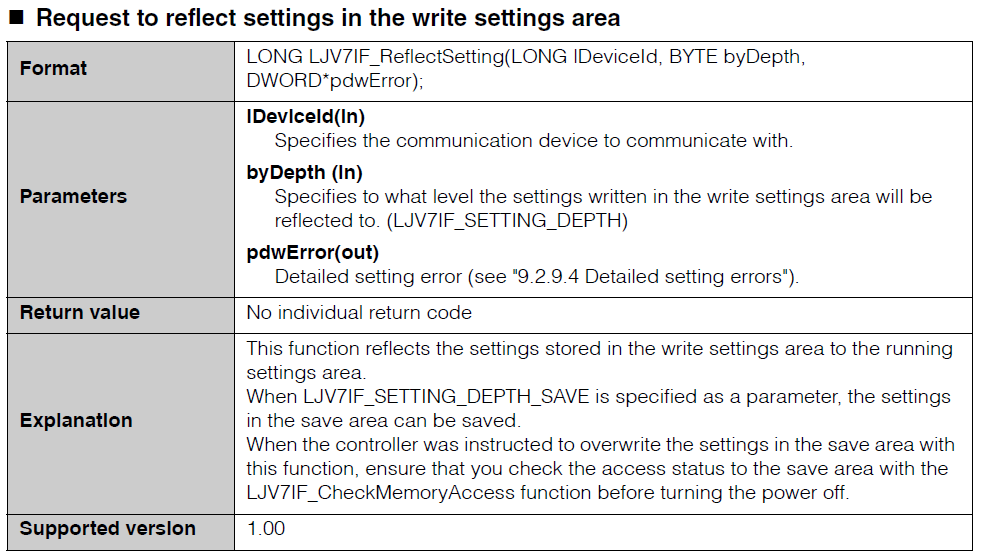 ■ Request to reflect settings in the write settings area
Format
LONG LJV7IF_ReflectSetting(LONG lDeviceId, BYTE byDepth,
DWORD*pdwError);
Parameters
lDeviceId(In)
Specifies the communication device to communicate with.
byDepth (In)
Specifies to what level the settings written in the write settings area will be
reflected to. (LJV7IF_SETTING_DEPTH)
pdwError(out)
Detailed setting error (see "9.2.9.4 Detailed setting errors").
Return value
No individual return code
Explanation
This function reflects the settings stored in the write settings area to the running
settings area.
When LJV7IF_SETTING_DEPTH_SAVE is specified as a parameter, the settings
in the save area can be saved.
When the controller was instructed to overwrite the settings in the save area with
this function, ensure that you check the access status to the save area with the
LJV7IF_CheckMemoryAccess function before turning the power off.
Supported version
1.00